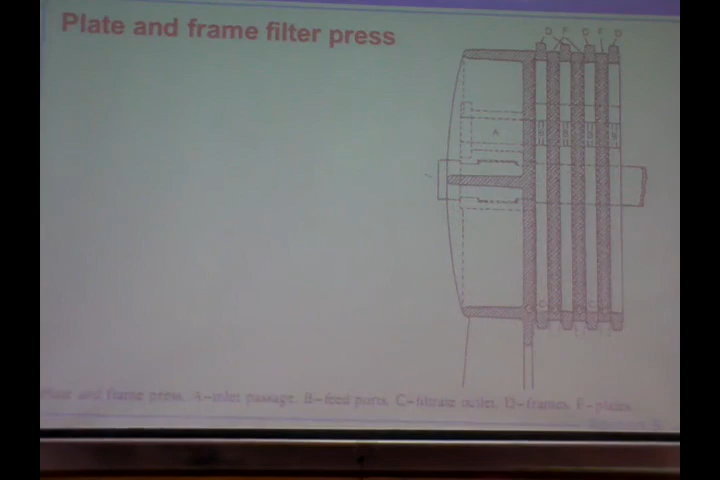 Plate and frame filter press
D F D F D
A
B B B B
C C C
Plate and frame press. A–inlet passage. B–feed ports. C–filtrate outlet. D–frames. F–plates